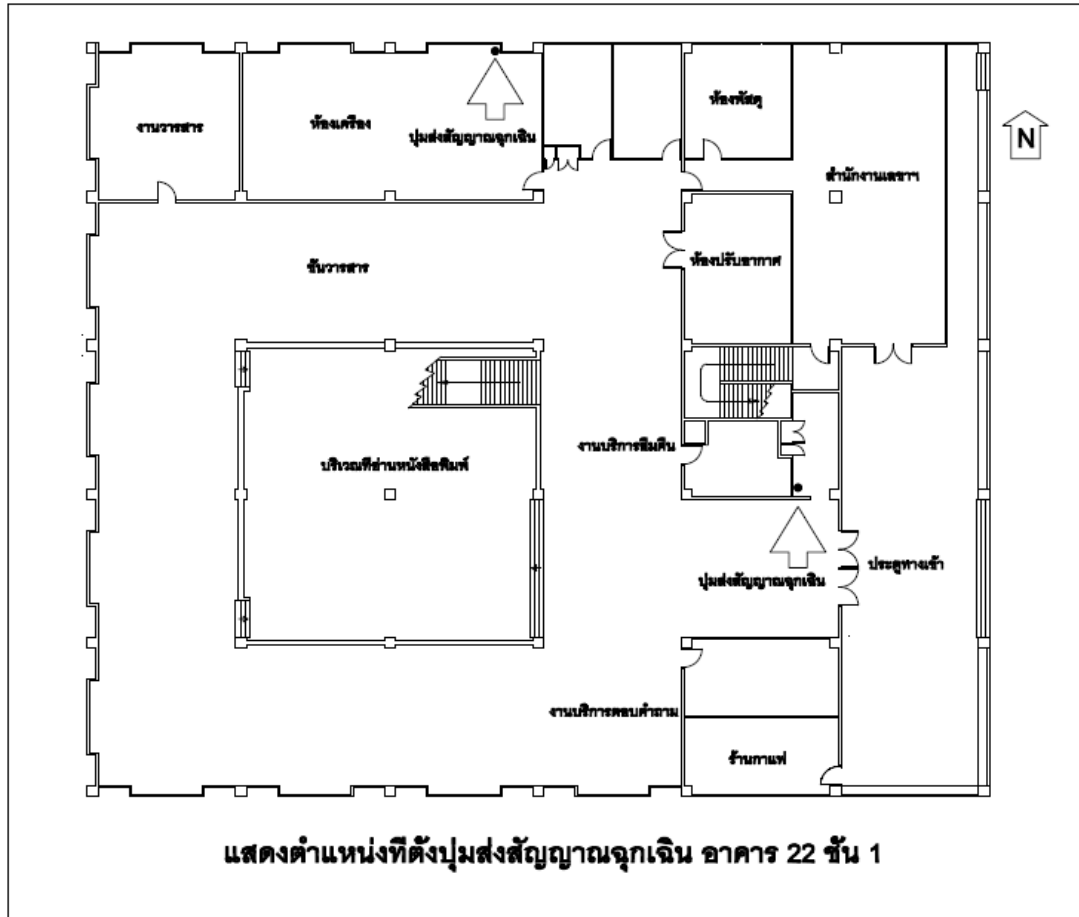 งานวารสาร
ห้องเครื่อง
ปุ่มส่งสัญญาณฉุกเฉิน
ห้องพัสดุ
N
สำนักงานเลขาฯ
ชั้นวารสาร
ห้องปรับอากาศ
งานบริการยืมคืน
บริเวณที่อ่านหนังสือพิมพ์
ประตูทางเข้า
ปุ่มส่งสัญญาณฉุกเฉิน
งานบริการตอบคำถาม
ร้านกาแฟ
แสดงตำแหน่งที่ตั้งปุ่มส่งสัญญาณฉุกเฉิน อาคาร 22 ชั้น 1